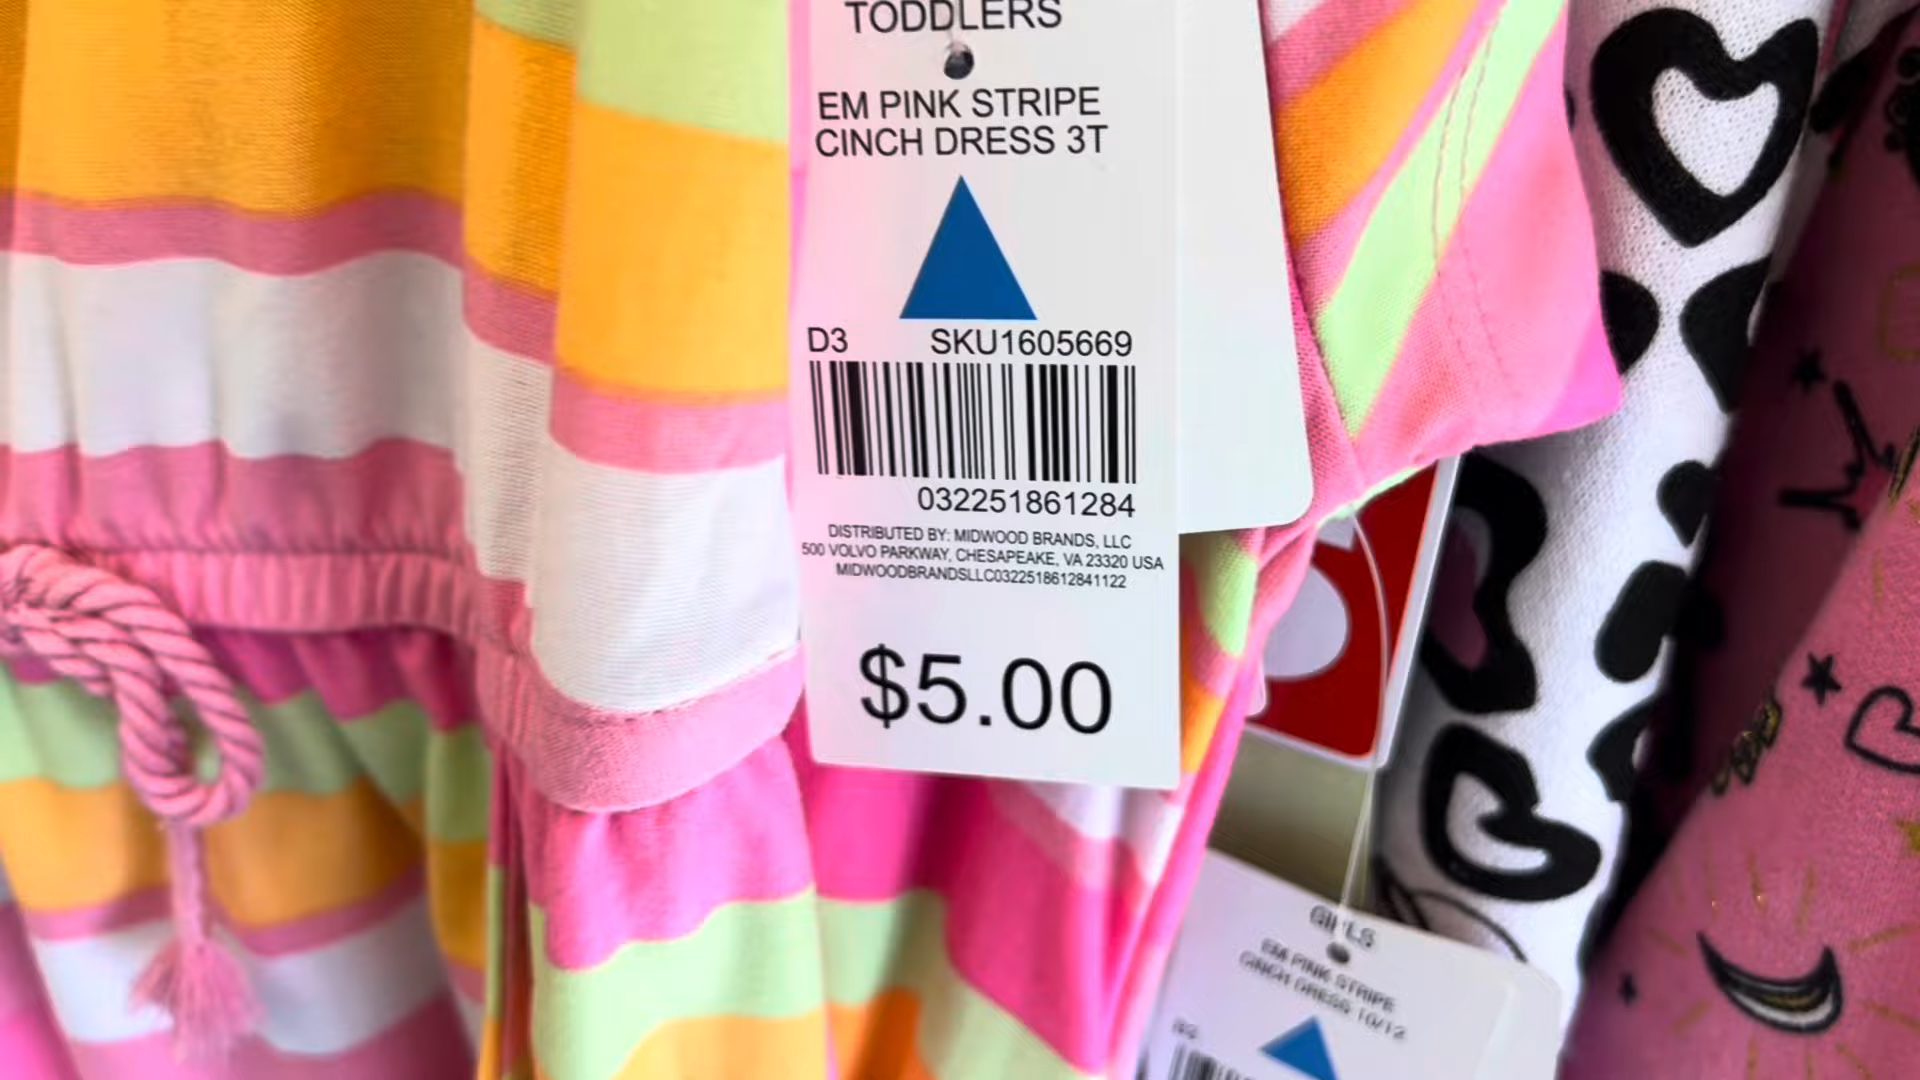 TODDLERS
EM PINK STRIPE
CINCH DRESS 3T
D3 SKU1605669
032251861284
DISTRIBUTED BY: MIDWOOD BRANDS, LLC
500 VOLVO PARKWAY, CHESAPEAKE, VA 23320 USA
MIDWOODBRANDSLLC0322518612841122
$5.00
GIRLS
EM PINK STRIPE
CINCH DRESS 10/12